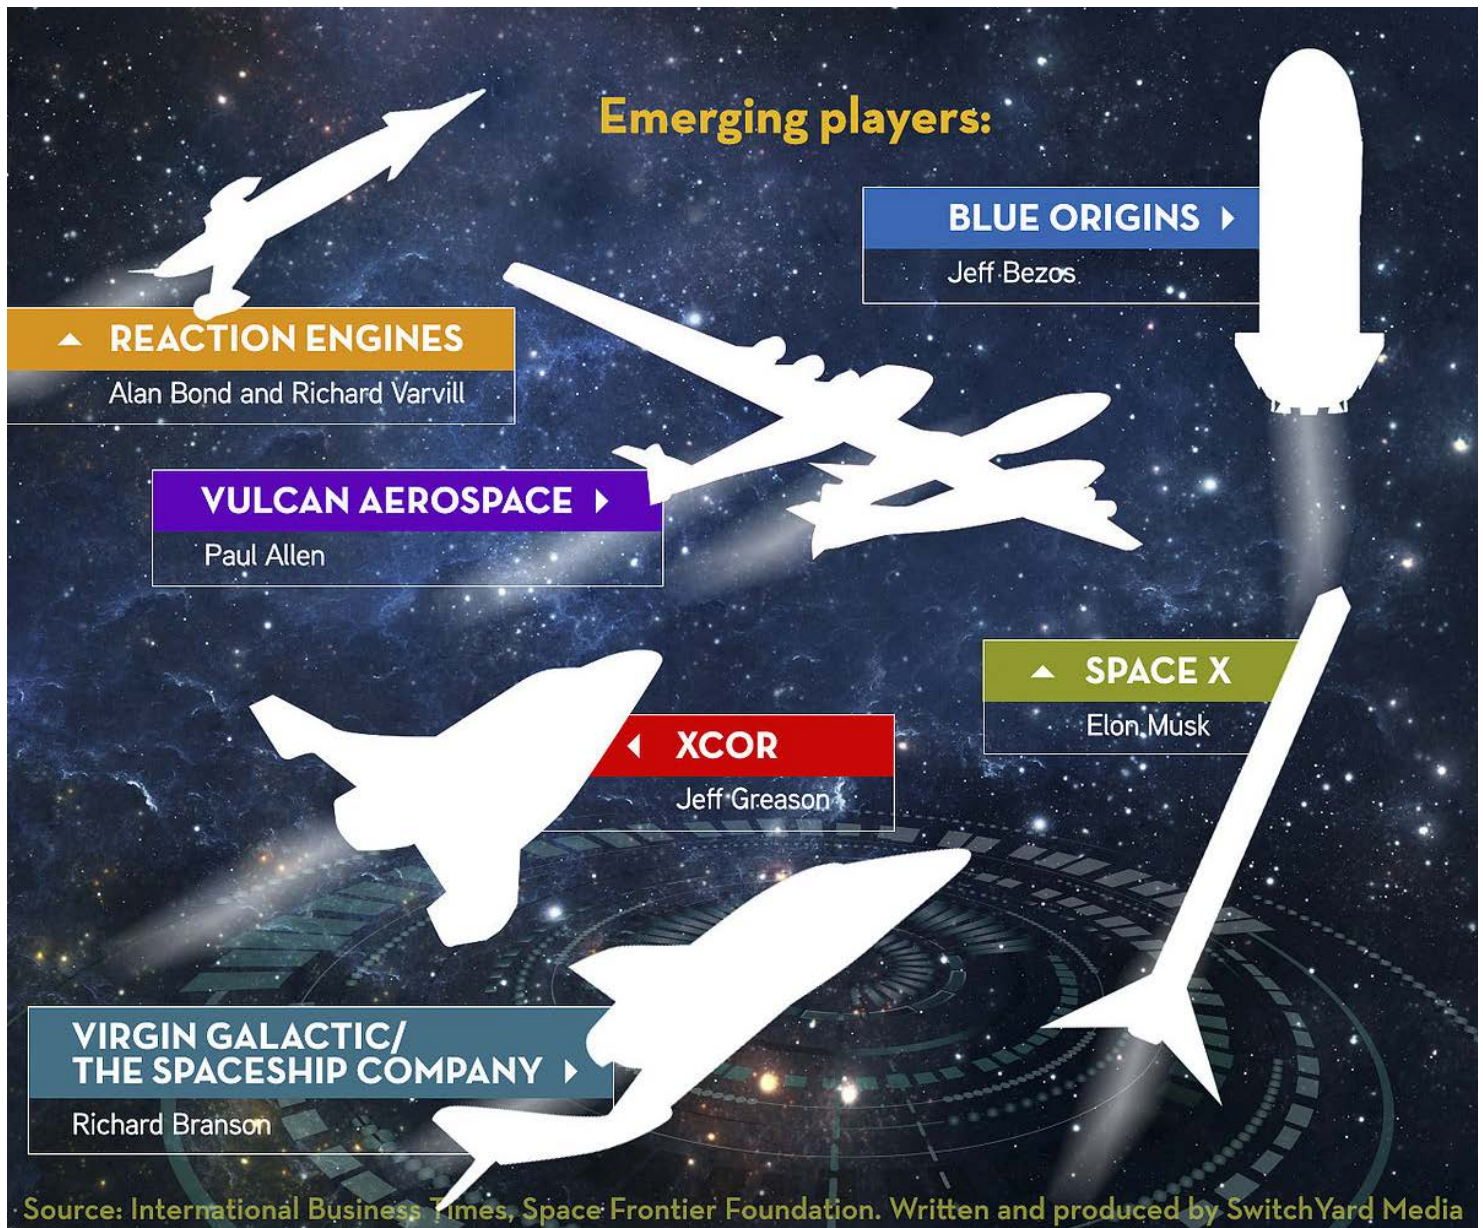 Emerging players:
BLUE ORIGINS
Jeff Bezos
REACTION ENGINES
Alan Bond and Richard Varvill
VULCAN AEROSPACE
Paul Allen
SPACE X
Elon Musk
XCOR
Jeff Greason
VIRGIN GALACTIC/
THE SPACESHIP COMPANY
Richard Branson
Source: International Business Times, Space Frontier Foundation. Written and produced by SwitchYard Media